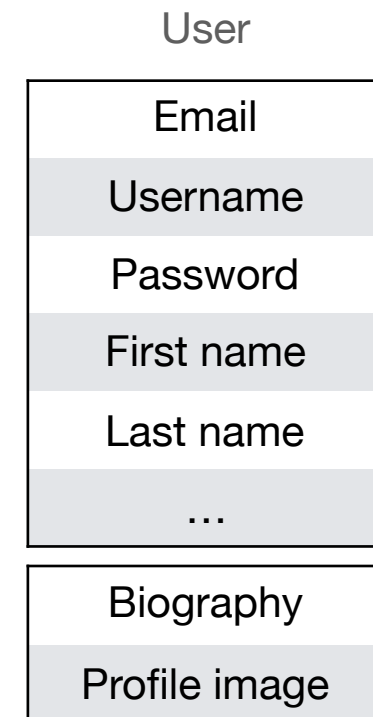 User
Email
Username
Password
First name
Last name
...
Biography
Profile image